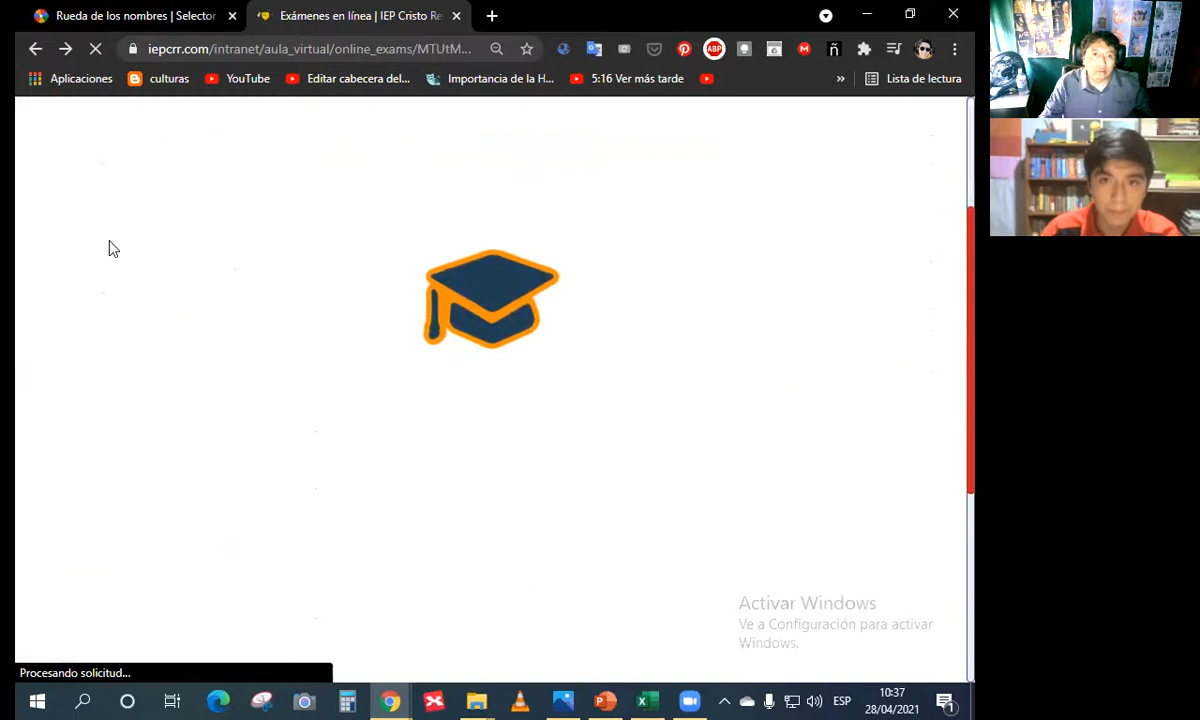 Rueda de los nombres | Selector
Exámenes en línea | IEP Cristo Re
iepcrr.com/intranet/aula_virtual/online_exams/MTUtM...
ABP
M
ñ
Aplicaciones
culturas
YouTube
Editar cabecera del...
Importancia de la H...
5:16 Ver más tarde
»
Lista de lectura
Activar Windows
Ve a Configuración para activar
Windows.
Procesando solicitud...
ESP
10:37
28/04/2021
1